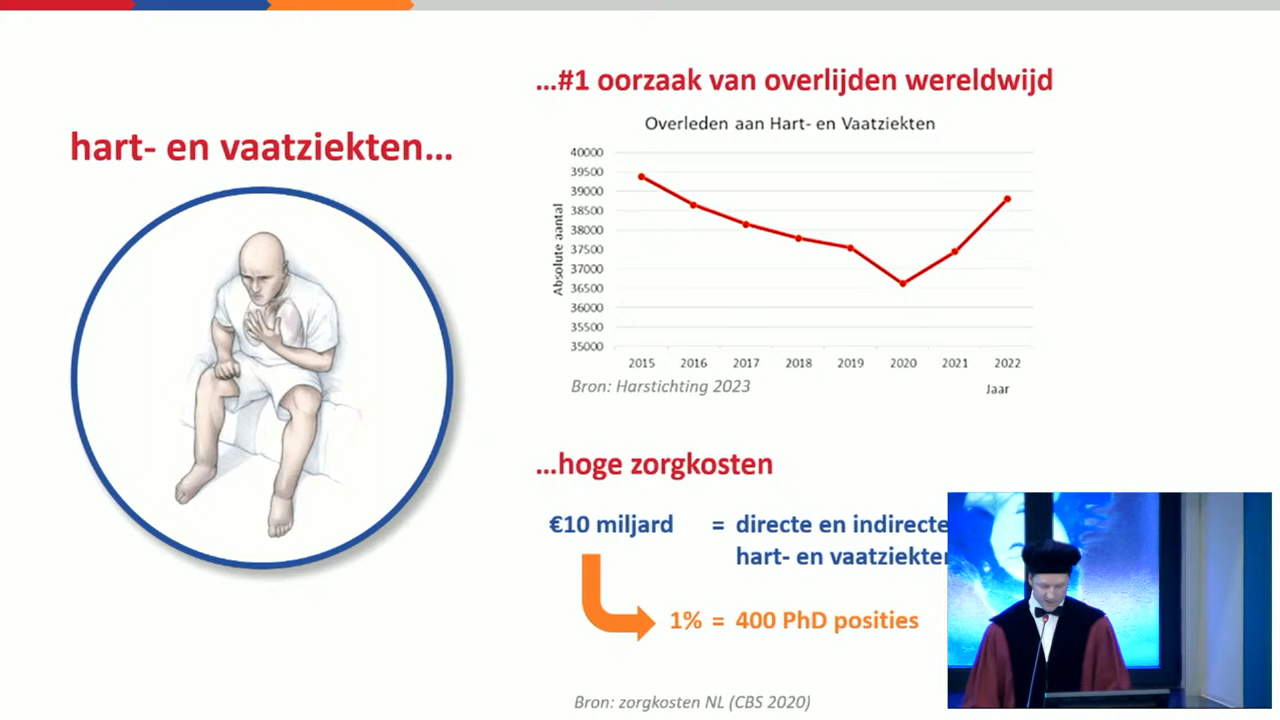 hart- en vaatziekten...
...#1 oorzaak van overlijden wereldwijd
Overleden aan Hart- en Vaatziekten
Absolute aantal
40000
39500
39000
38500
38000
37500
37000
36500
36000
35500
35000
2015 2016 2017 2018 2019 2020 2021 2022
Jaar
Bron: Harstichting 2023
...hoge zorgkosten
€10 miljard = directe en indirecte
hart- en vaatziekten
1% = 400 PhD posities
Bron: zorgkosten NL (CBS 2020)